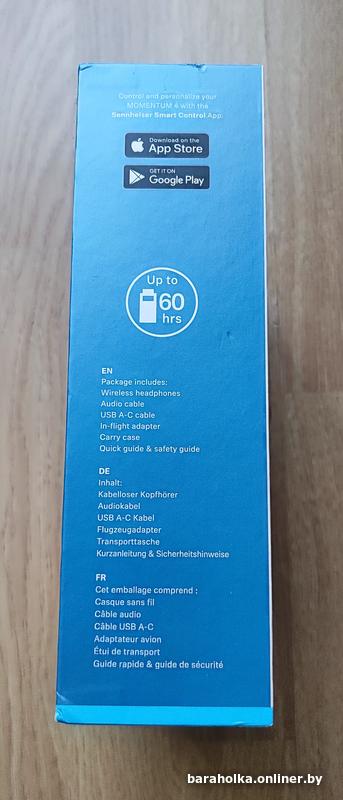 Control and personalize your
MOMENTUM 4 with the
Sennheiser Smart Control App.
Download on the
App Store
GET IT ON
Google Play
Up to
60
hrs
EN
Package includes:
Wireless headphones
Audio cable
USB A-C cable
In-flight adapter
Carry case
Quick guide & safety guide
DE
Inhalt:
Kabelloser Kopfhörer
Audiokabel
USB A-C Kabel
Flugzeugadapter
Transporttasche
Kurzanleitung & Sicherheitshinweise
FR
Cet emballage comprend :
Casque sans fil
Câble audio
Câble USB A-C
Adaptateur avion
Étui de transport
Guide rapide & guide de sécurité
baraholka.onliner.by